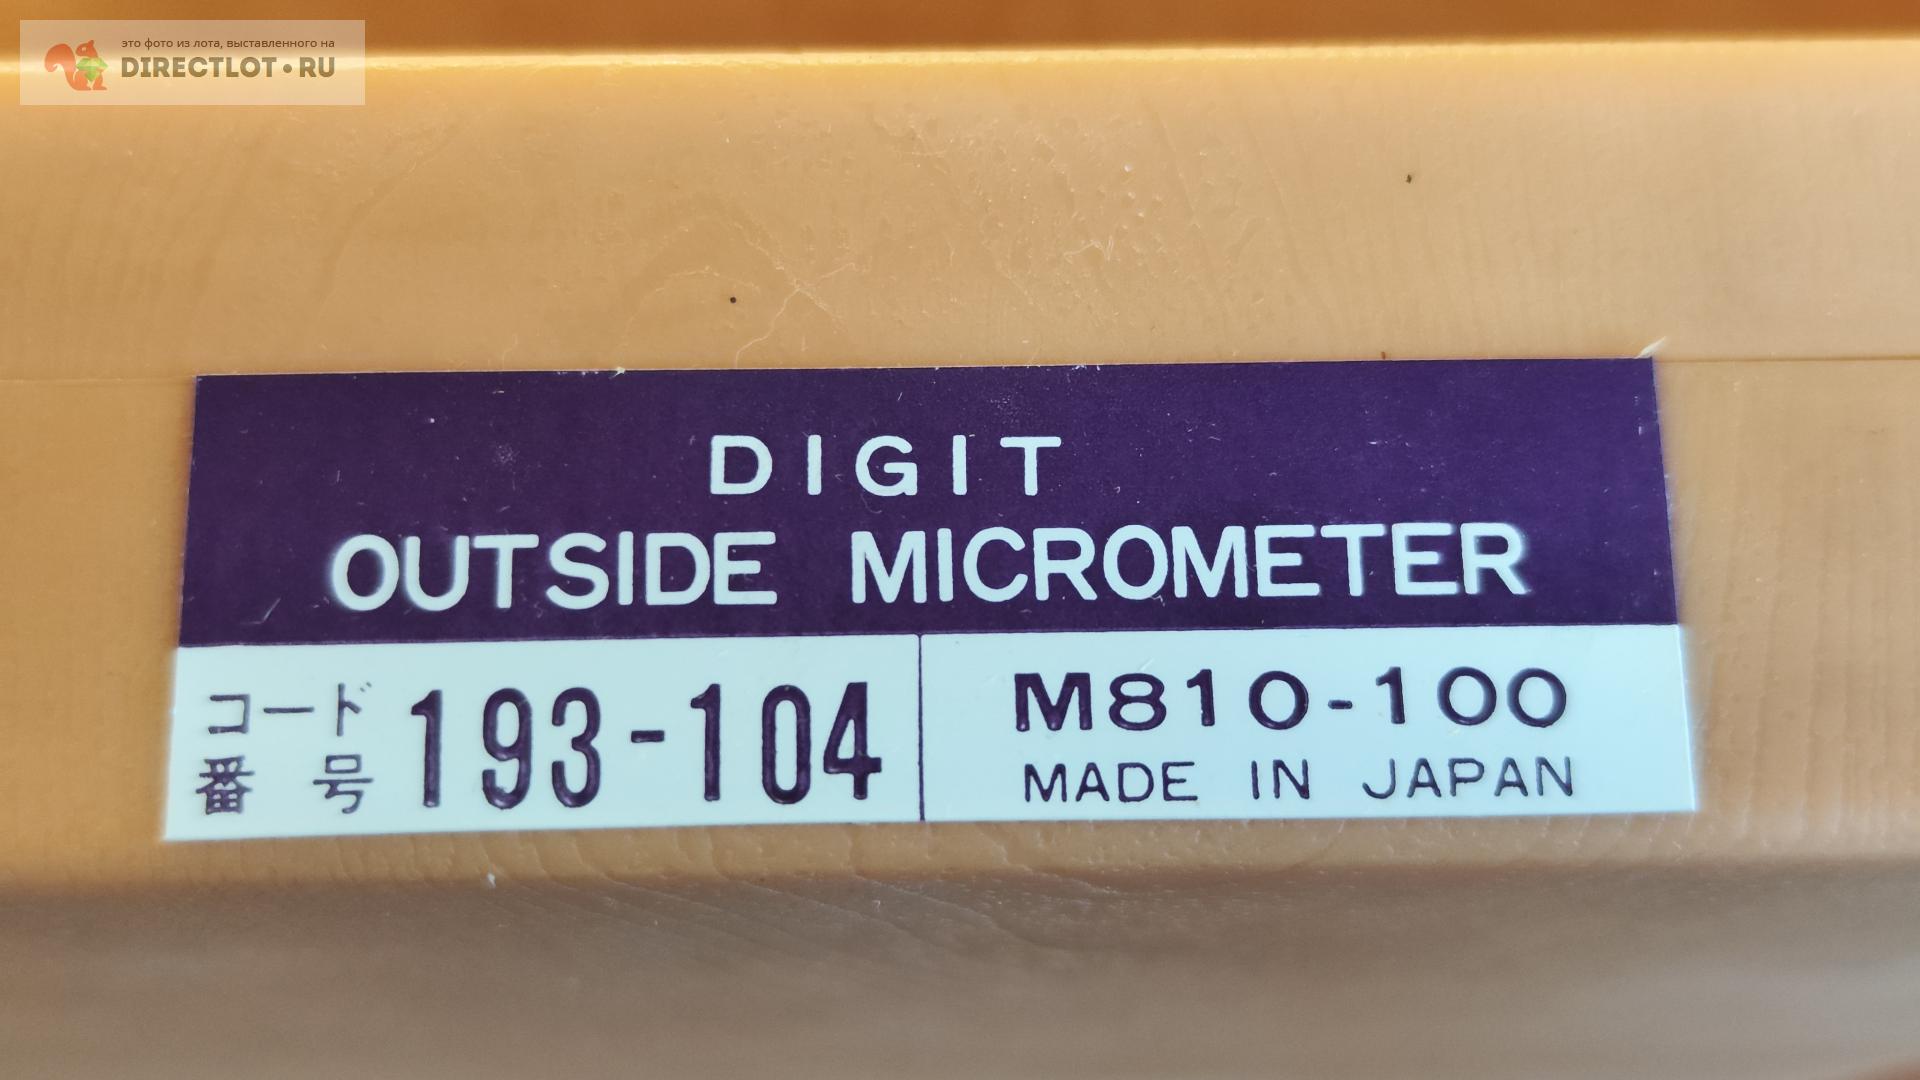 это фото из лота, выставленного на
DIRECTLOT•RU
DIGIT
OUTSIDE MICROMETER
コード
番号
193-104
M810-100
MADE IN JAPAN